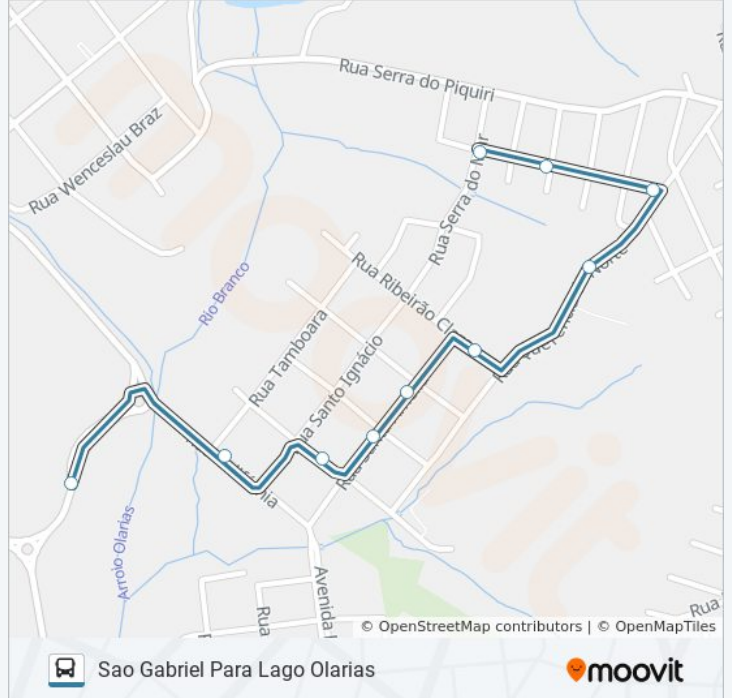 Rua Serra do Piquiri
Rua Wenceslau Braz
Rua Serra do
Rio Branco
Rua Ribeirão
Rua Tamboara
Santo Ignácio
Arroio Olarias
Avenida
Rua
Rua
© OpenStreetMap contributors | © OpenMapTiles
Sao Gabriel Para Lago Olarias
moovit